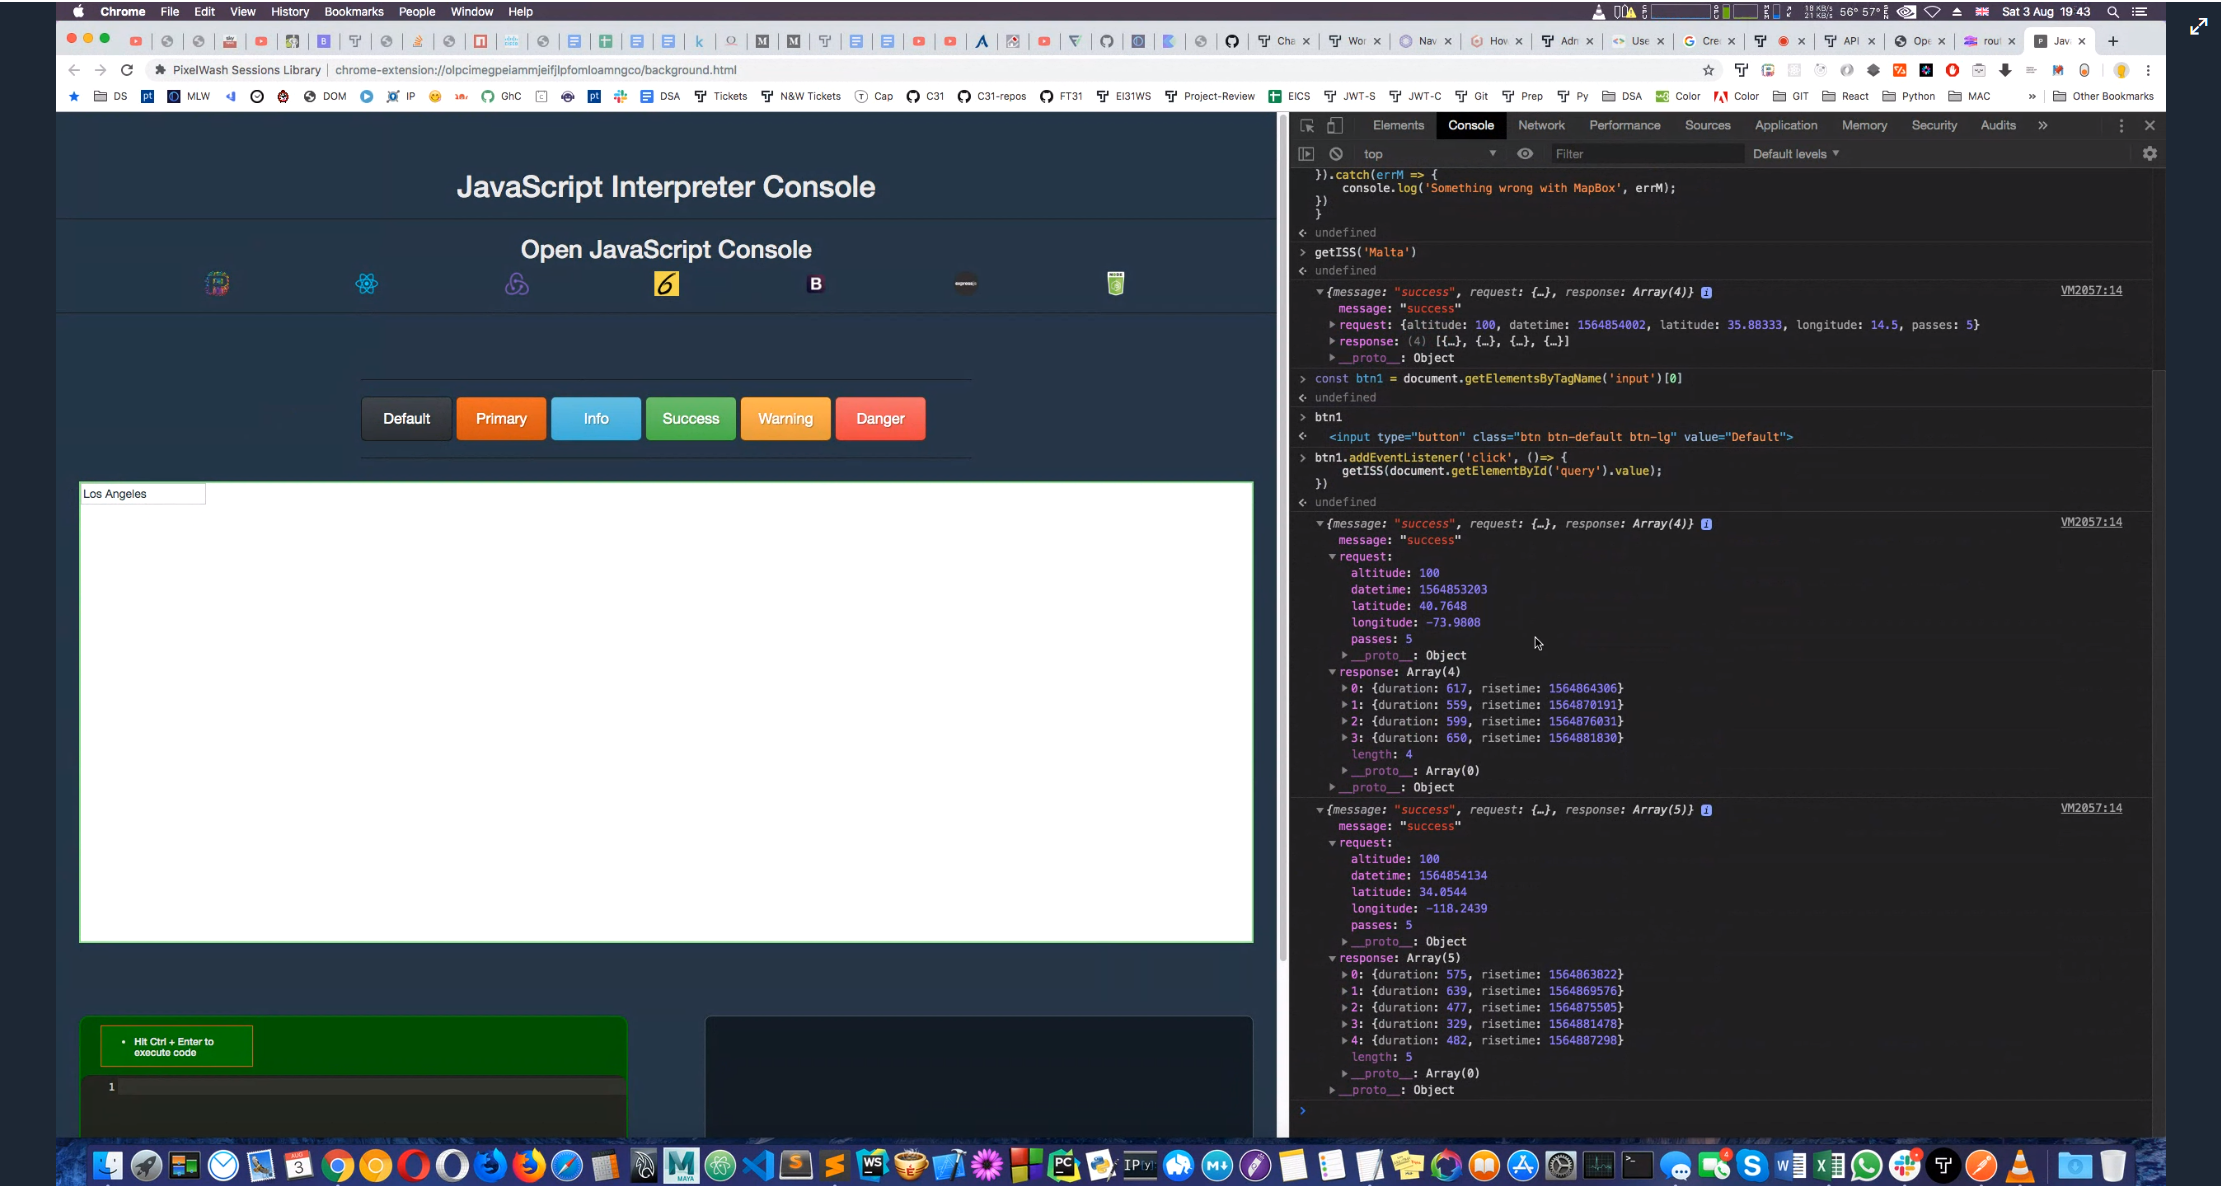 Chrome File Edit View History Bookmarks People Window Help
56° 57° Sat 3 Aug 19:43
Cha Wor Nav How Adn Use Cre API Ope rou Jav
PixelWash Sessions Library | chrome-extension://olpcimegpeiammjeifjlpfomloamngco/background.html
DS MLW DOM IP GhC DSA Tickets N&W Tickets Cap C31 C31-repos FT31 EI31WS Project-Review EICS JWT-S JWT-C Git Prep Py DSA Color Color GIT React Python MAC » Other Bookmarks
JavaScript Interpreter Console
Open JavaScript Console
Default Primary Info Success Warning Danger
Los Angeles
• Hit Ctrl + Enter to
execute code
1
Elements Console Network Performance Sources Application Memory Security Audits »
top Filter Default levels
}).catch(errM => {
console.log('Something wrong with MapBox', errM);
})
}
undefined
getISS('Malta')
undefined
{message: "success", request: {…}, response: Array(4)} VM2057:14
message: "success"
request: {altitude: 100, datetime: 1564854002, latitude: 35.88333, longitude: 14.5, passes: 5}
response: (4) [{…}, {…}, {…}, {…}]
__proto__: Object
const btn1 = document.getElementsByTagName('input')[0]
undefined
btn1
<input type="button" class="btn btn-default btn-lg" value="Default">
btn1.addEventListener('click', ()=> {
getISS(document.getElementById('query').value);
})
undefined
{message: "success", request: {…}, response: Array(4)} VM2057:14
message: "success"
request:
altitude: 100
datetime: 1564853203
latitude: 40.7648
longitude: -73.9808
passes: 5
__proto__: Object
response: Array(4)
0: {duration: 617, risetime: 1564864306}
1: {duration: 559, risetime: 1564870191}
2: {duration: 599, risetime: 1564876031}
3: {duration: 650, risetime: 1564881830}
length: 4
__proto__: Array(0)
__proto__: Object
{message: "success", request: {…}, response: Array(5)} VM2057:14
message: "success"
request:
altitude: 100
datetime: 1564854134
latitude: 34.0544
longitude: -118.2439
passes: 5
__proto__: Object
response: Array(5)
0: {duration: 575, risetime: 1564863822}
1: {duration: 639, risetime: 1564869576}
2: {duration: 477, risetime: 1564875505}
3: {duration: 329, risetime: 1564881478}
4: {duration: 482, risetime: 1564887298}
length: 5
__proto__: Array(0)
__proto__: Object